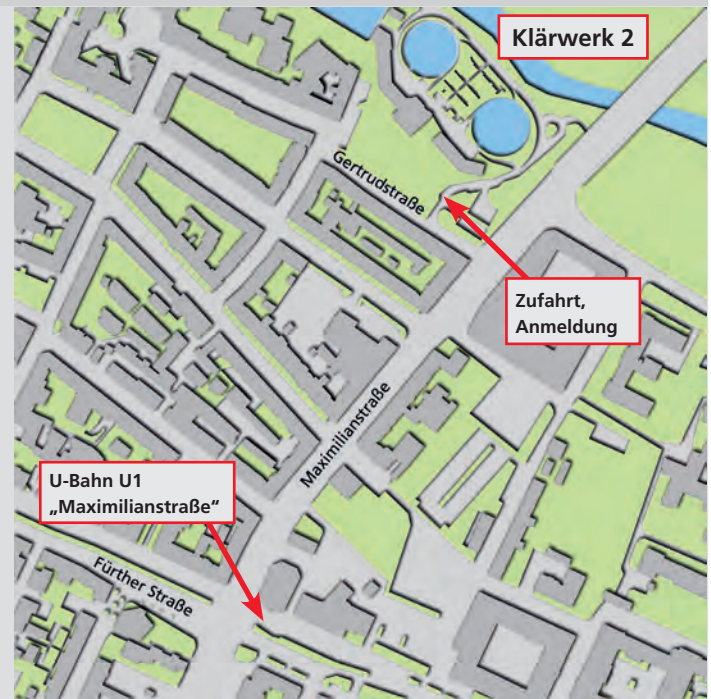 Klärwerk 2
Gertrudstraße
Zufahrt,
Anmeldung
Maximilianstraße
U-Bahn U1
„Maximilianstraße“
Fürther Straße